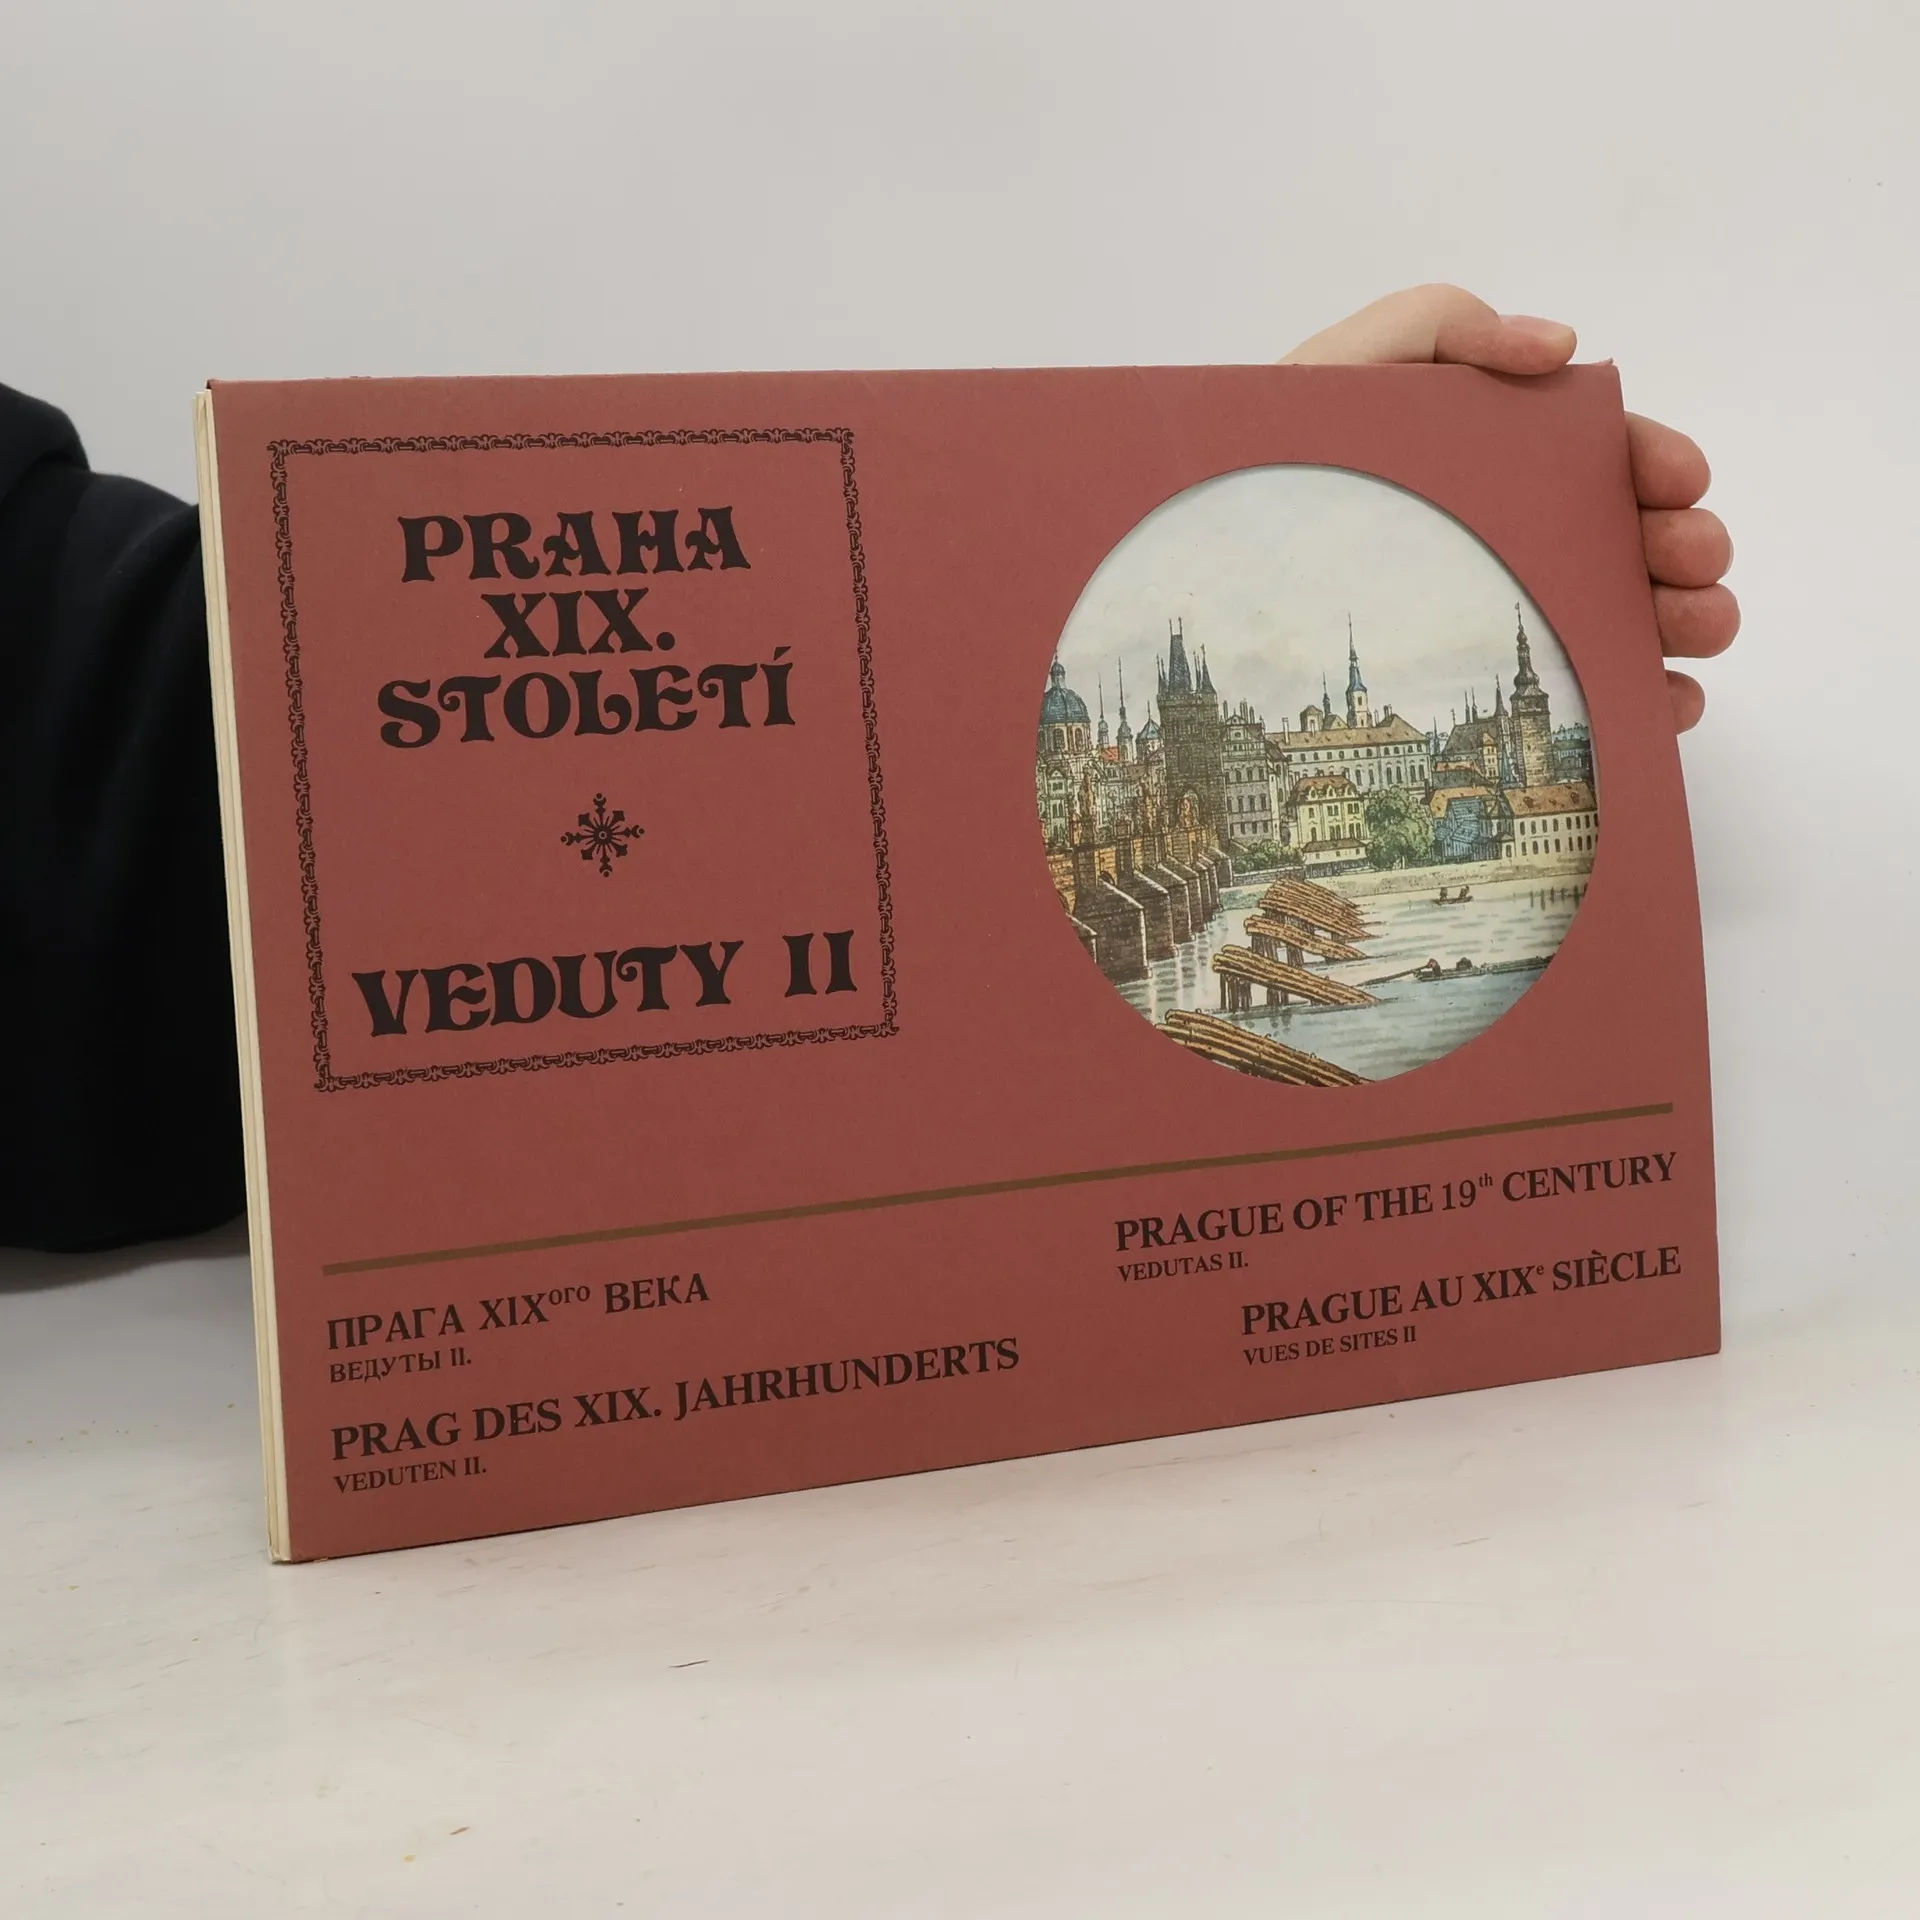 PRAHA
XIX.
STOLETÍ
VEDUTY II
ПРАГА XIXого ВЕКА
ВЕДУТЫ II.
PRAG DES XIX. JAHRHUNDERTS
VEDUTEN II.
PRAGUE OF THE 19th CENTURY
VEDUTAS II.
PRAGUE AU XIXe SIÈCLE
VUES DE SITES II